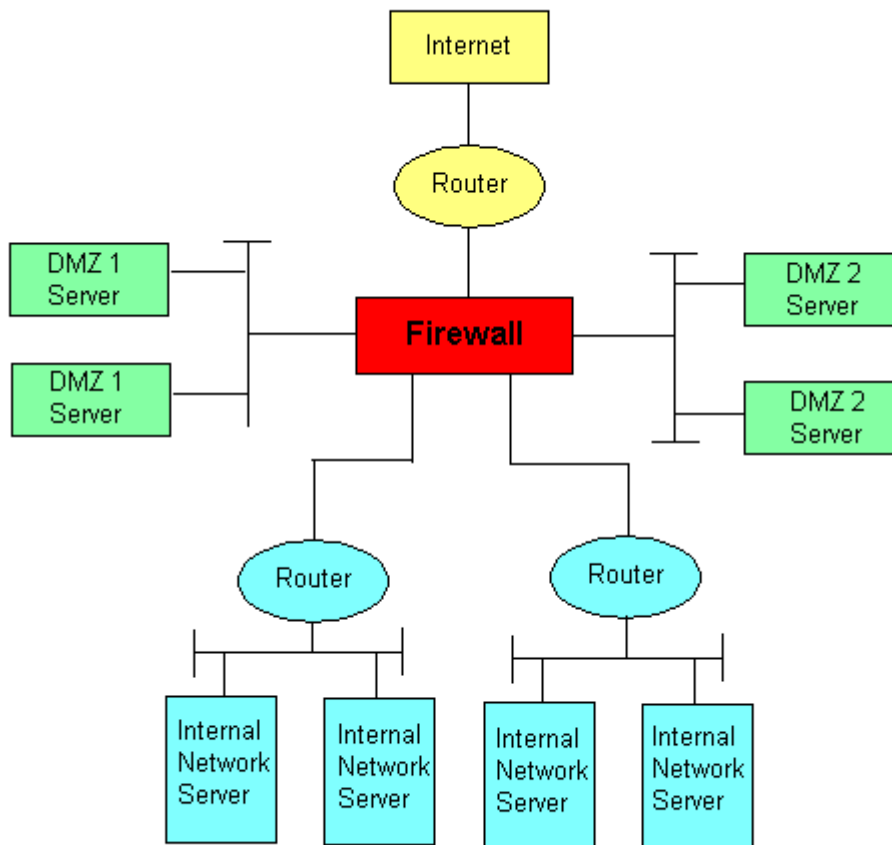 Internet
Router
DMZ 1
Server
DMZ 2
Server
Firewall
DMZ 1
Server
DMZ 2
Server
Router
Router
Internal
Network
Server
Internal
Network
Server
Internal
Network
Server
Internal
Network
Server